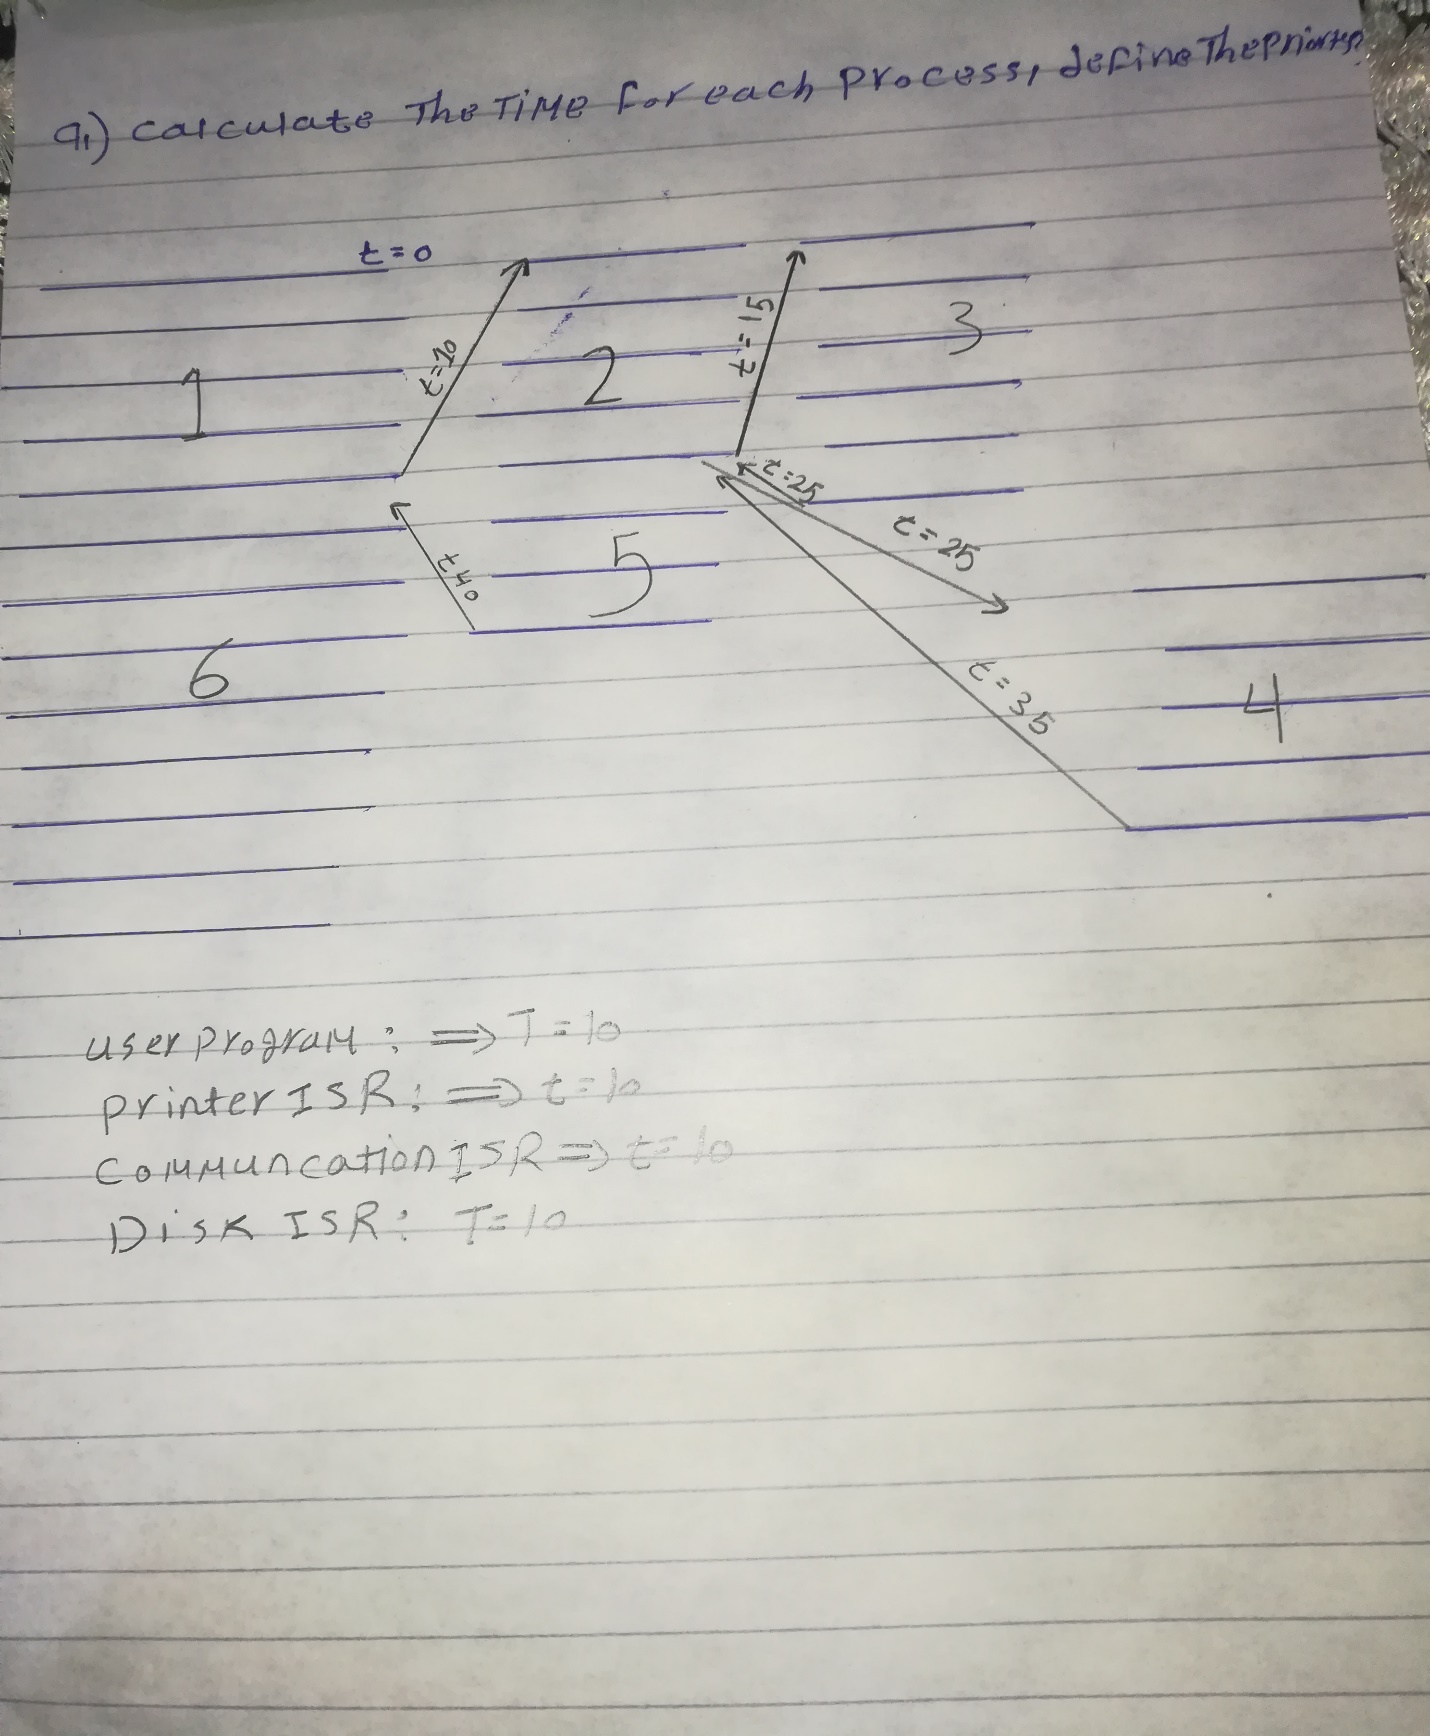 q1) calculate The TiMe for each process, define The
t=0
t=10
t=15
1
2
3
t=25
t=25
t40
5
t=35
6
4
user program: => T=10
printer ISR: => t=10
CoMMuncation ISR => t=10
Disk ISR: T=10